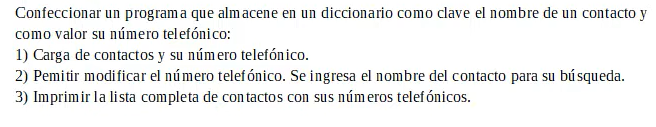 Confeccionar un programa que almacene en un diccionario como clave el nombre de un contacto y
como valor su número telefónico:
1) Carga de contactos y su número telefónico.
2) Pemitir modificar el número telefónico. Se ingresa el nombre del contacto para su búsqueda.
3) Imprimir la lista completa de contactos con sus números telefónicos.